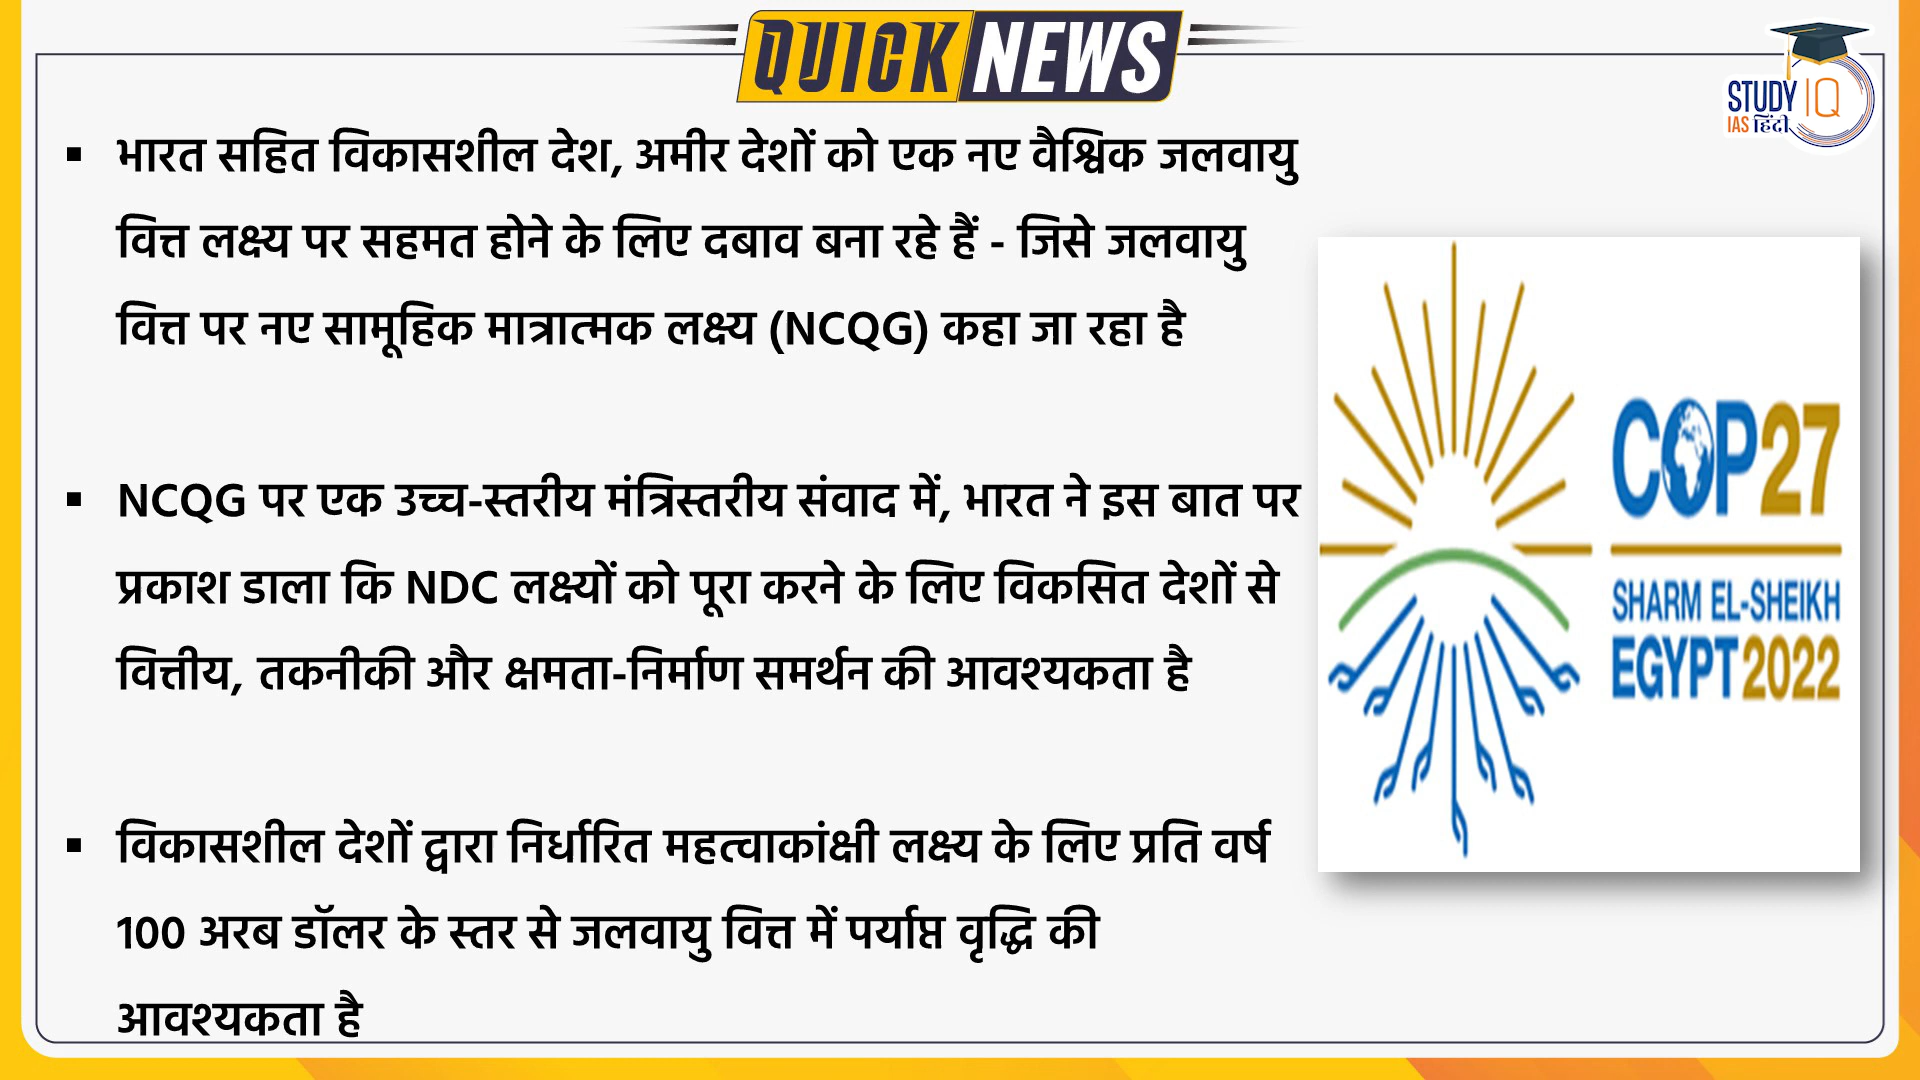 QUICK NEWS
STUDY IQ
IAS हिंदी
▪ भारत सहित विकासशील देश, अमीर देशों को एक नए वैश्विक जलवायु
वित्त लक्ष्य पर सहमत होने के लिए दबाव बना रहे हैं - जिसे जलवायु
वित्त पर नए सामूहिक मात्रात्मक लक्ष्य (NCQG) कहा जा रहा है
▪ NCQG पर एक उच्च-स्तरीय मंत्रिस्तरीय संवाद में, भारत ने इस बात पर
प्रकाश डाला कि NDC लक्ष्यों को पूरा करने के लिए विकसित देशों से
वित्तीय, तकनीकी और क्षमता-निर्माण समर्थन की आवश्यकता है
▪ विकासशील देशों द्वारा निर्धारित महत्वाकांक्षी लक्ष्य के लिए प्रति वर्ष
100 अरब डॉलर के स्तर से जलवायु वित्त में पर्याप्त वृद्धि की
आवश्यकता है
COP27
SHARM EL-SHEIKH
EGYPT 2022